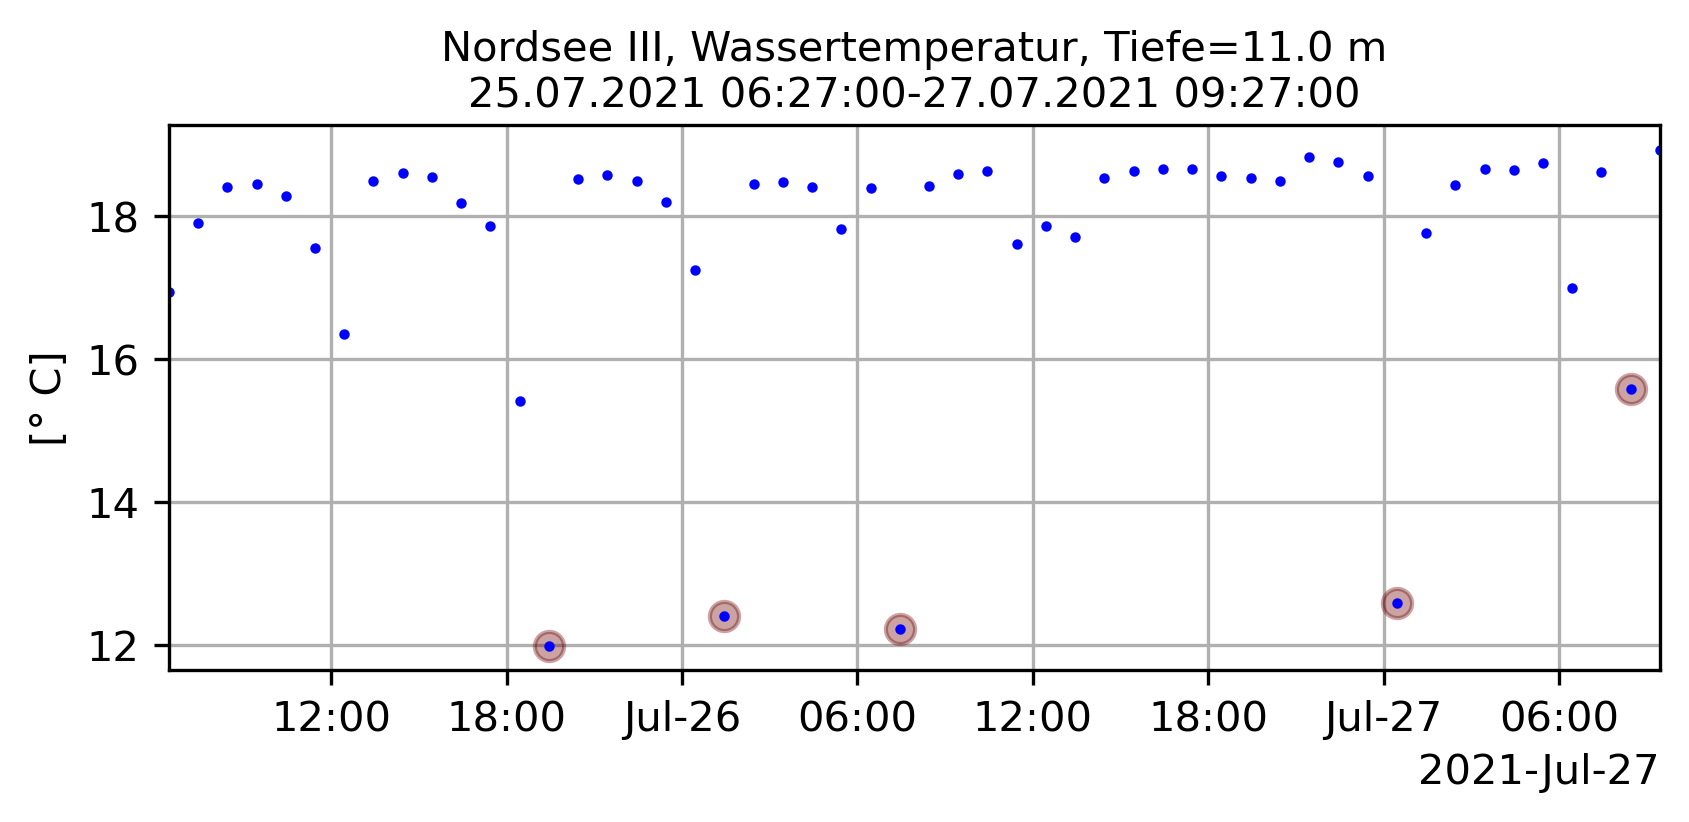 Nordsee III, Wassertemperatur, Tiefe=11.0 m
25.07.2021 06:27:00-27.07.2021 09:27:00
[° C]
18
16
14
12
12:00 18:00 Jul-26 06:00 12:00 18:00 Jul-27 06:00
2021-Jul-27